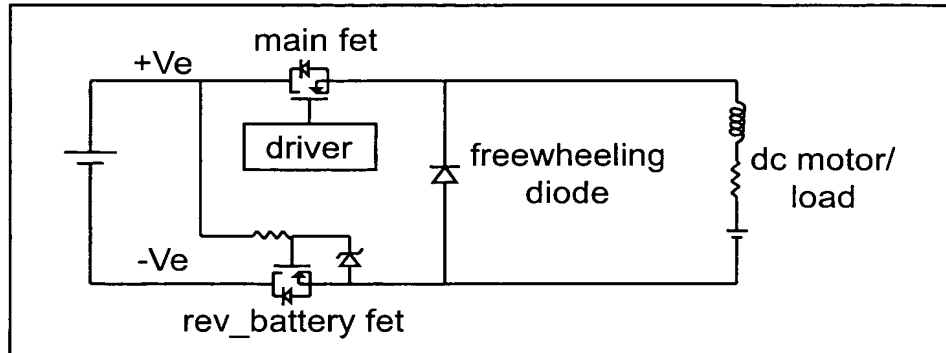 main fet
+Ve
driver
freewheeling
diode
dc motor/
load
-Ve
rev_battery fet